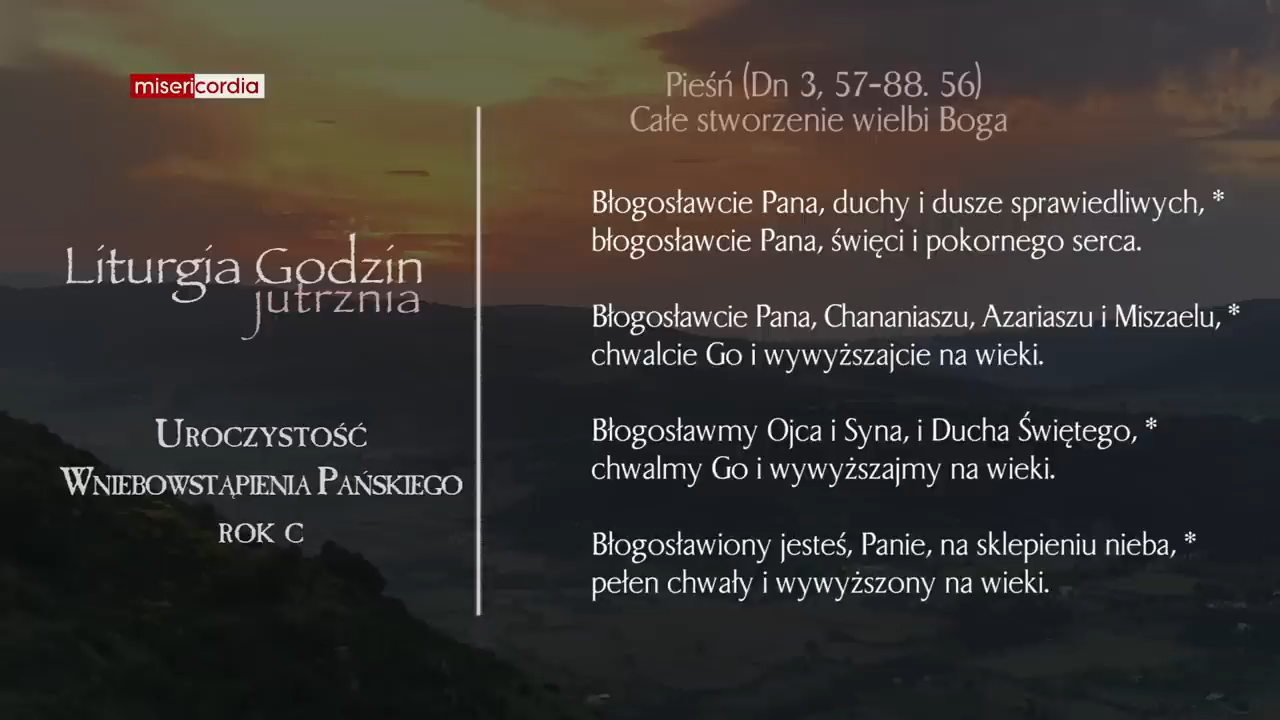 misericordia
Liturgia Godzin
jutrznia
Uroczystość
Wniebowstąpienia Pańskiego
rok C
Pieśń (Dn 3, 57-88. 56)
Całe stworzenie wielbi Boga
Błogosławcie Pana, duchy i dusze sprawiedliwych, *
błogosławcie Pana, święci i pokornego serca.
Błogosławcie Pana, Chananiaszu, Azariaszu i Miszaelu, *
chwalcie Go i wywyższajcie na wieki.
Błogosławmy Ojca i Syna, i Ducha Świętego, *
chwalmy Go i wywyższajmy na wieki.
Błogosławiony jesteś, Panie, na sklepieniu nieba, *
pełen chwały i wywyższony na wieki.